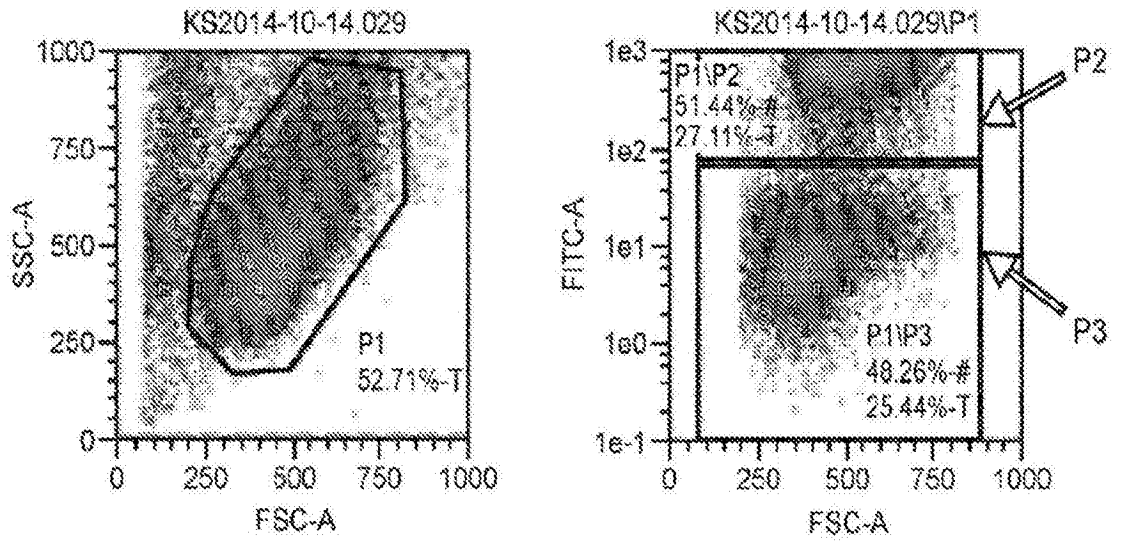 KS2014-10-14.029
1000
750
500
250
0
SSC-A
0 250 500 750 1000
FSC-A
P1
52.71%-T
KS2014-10-14.029\P1
1e3
1e2
1e1
1e0
1e-1
FITC-A
0 250 500 750 1000
FSC-A
P1\P2
51.44%-#
27.11%-T
P1\P3
48.26%-#
25.44%-T
P2
P3